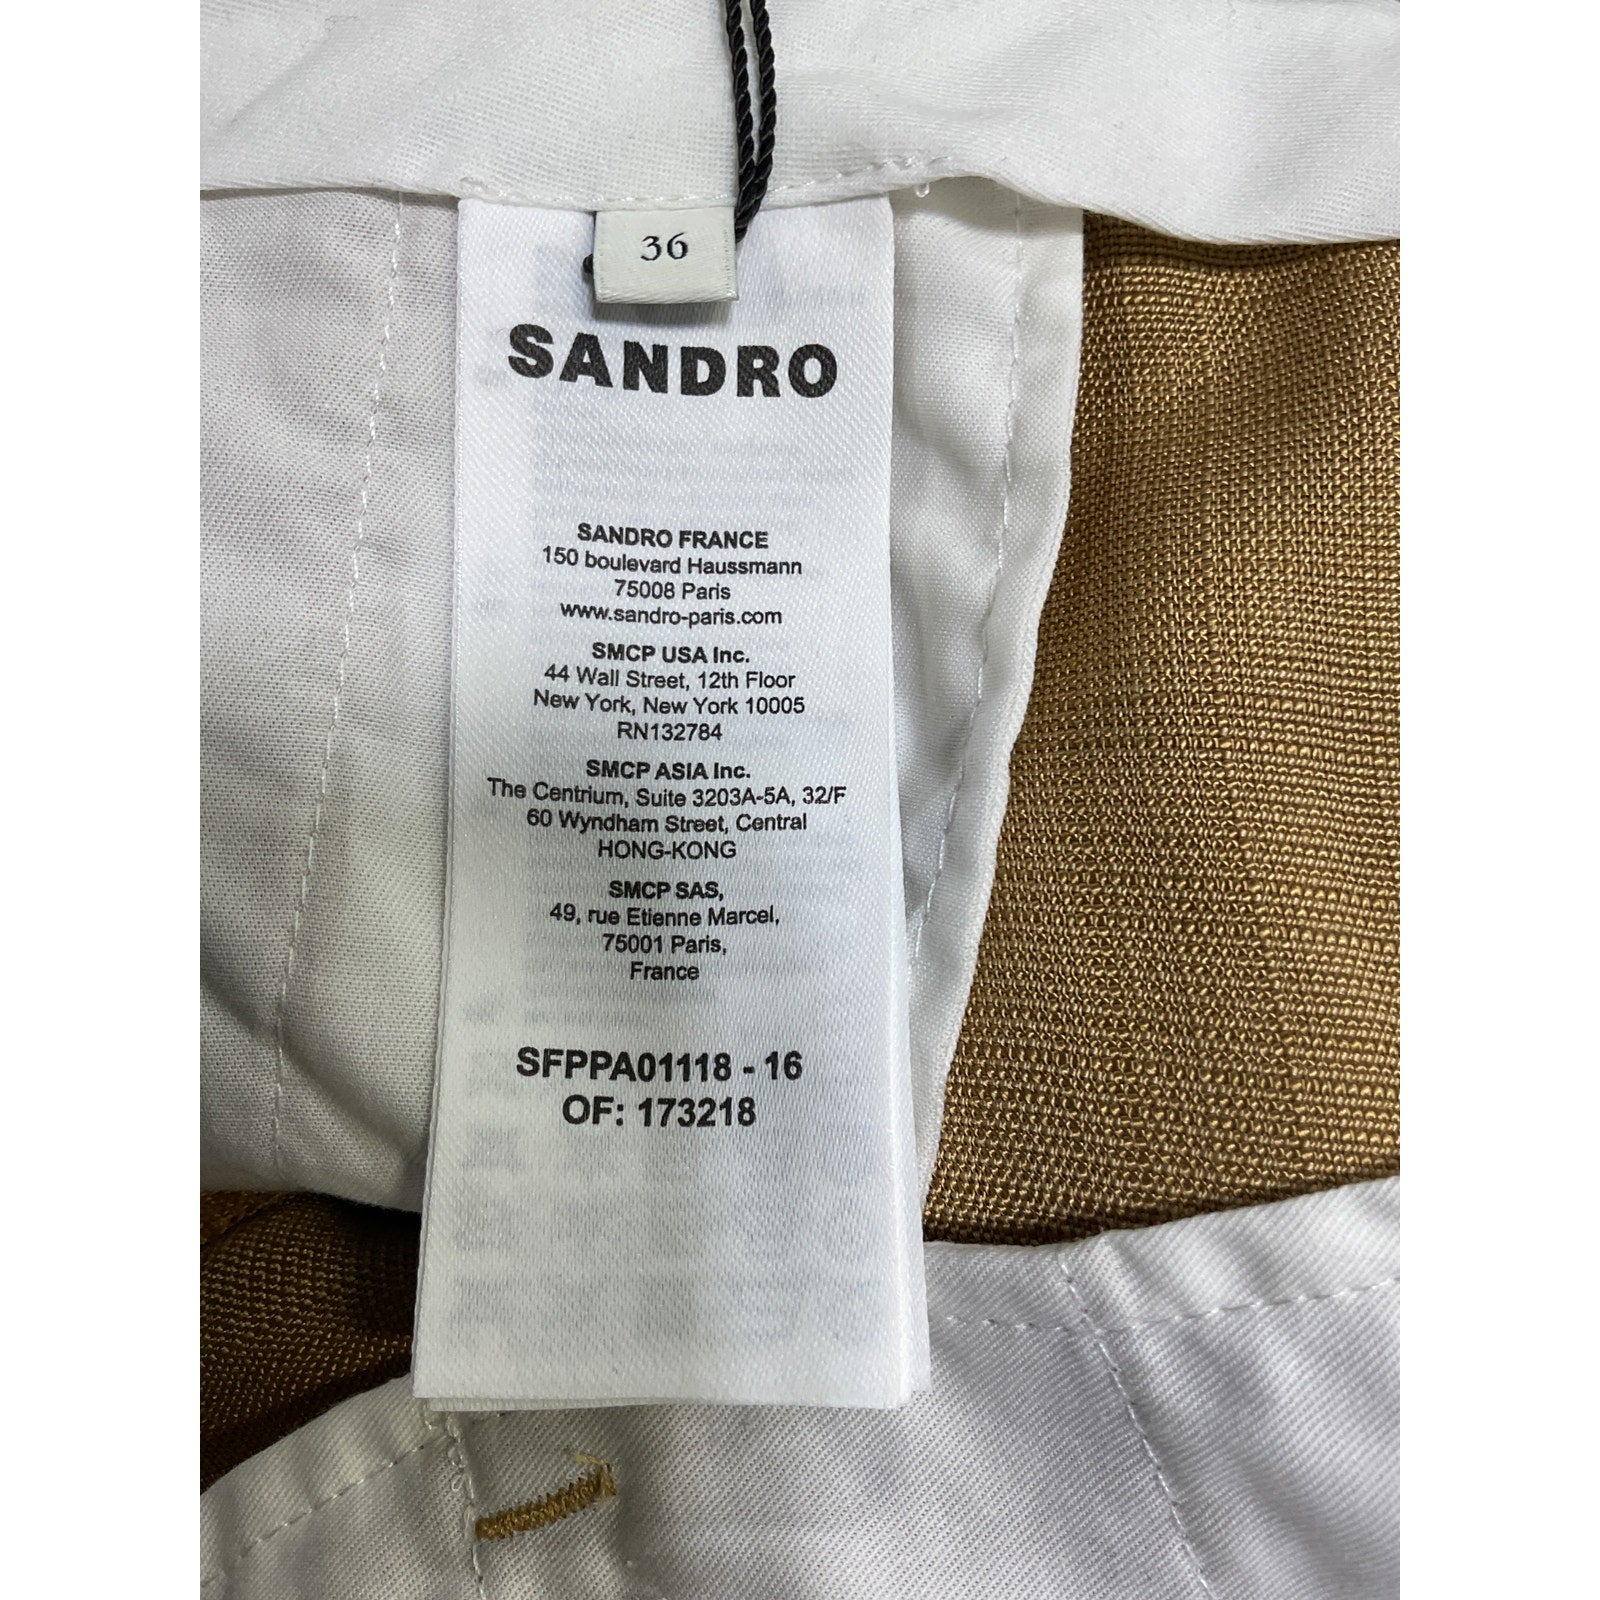 36
SANDRO
SANDRO FRANCE
150 boulevard Haussmann
75008 Paris
www.sandro-paris.com
SMCP USA Inc.
44 Wall Street, 12th Floor
New York, New York 10005
RN132784
SMCP ASIA Inc.
The Centrium, Suite 3203A-5A, 32/F
60 Wyndham Street, Central
HONG-KONG
SMCP SAS,
49, rue Etienne Marcel,
75001 Paris,
France
SFPPA01118 - 16
OF: 173218